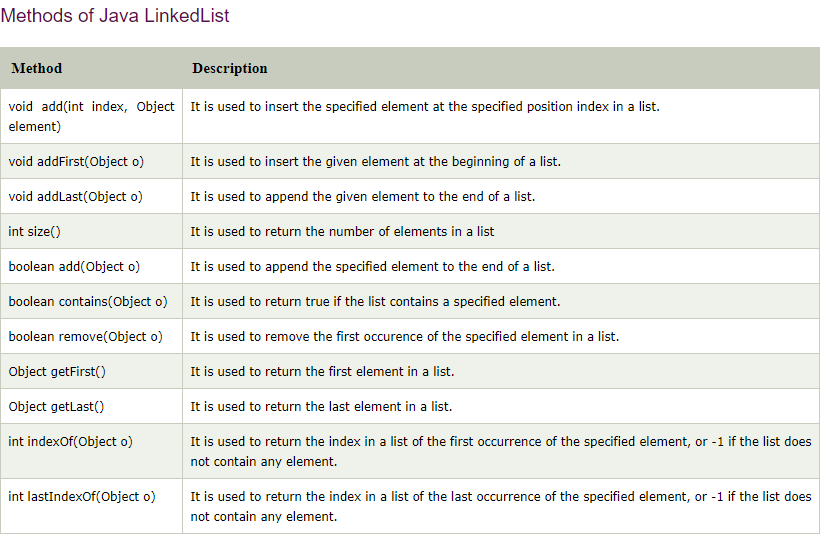 Methods of Java LinkedList
Method Description
void add(int index, Object It is used to insert the specified element at the specified position index in a list.
element)
void addFirst(Object o) It is used to insert the given element at the beginning of a list.
void addLast(Object o) It is used to append the given element to the end of a list.
int size() It is used to return the number of elements in a list
boolean add(Object o) It is used to append the specified element to the end of a list.
boolean contains(Object o) It is used to return true if the list contains a specified element.
boolean remove(Object o) It is used to remove the first occurence of the specified element in a list.
Object getFirst() It is used to return the first element in a list.
Object getLast() It is used to return the last element in a list.
int indexOf(Object o) It is used to return the index in a list of the first occurrence of the specified element, or -1 if the list does
not contain any element.
int lastIndexOf(Object o) It is used to return the index in a list of the last occurrence of the specified element, or -1 if the list does
not contain any element.